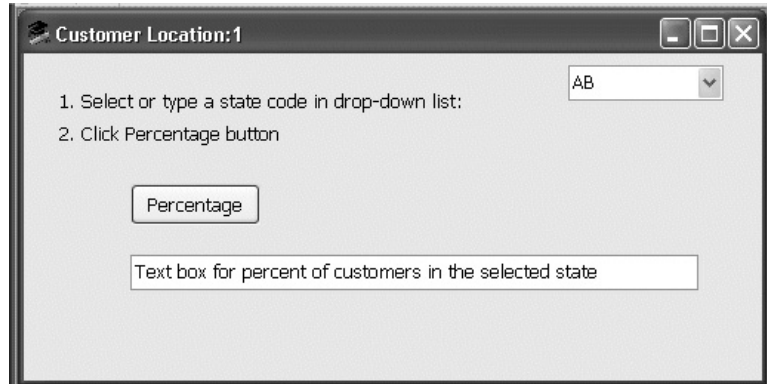 Customer Location:1
AB
1. Select or type a state code in drop-down list:
2. Click Percentage button
Percentage
Text box for percent of customers in the selected state